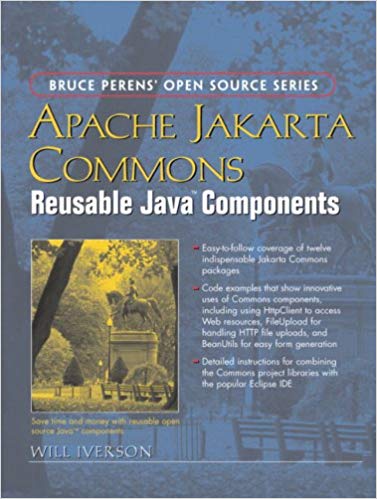 BRUCE PERENS' OPEN SOURCE SERIES
APACHE JAKARTA
COMMONS
Reusable Java™ Components
Easy-to-follow coverage of twelve
indispensable Jakarta Commons
packages
Code examples that show innovative
uses of Commons components,
including using HttpClient to access
Web resources, FileUpload for
handling HTTP file uploads, and
BeanUtils for easy form generation
Detailed instructions for combining
the Commons project libraries with
the popular Eclipse IDE
Save time and money with reusable open
source Java™ components
WILL IVERSON